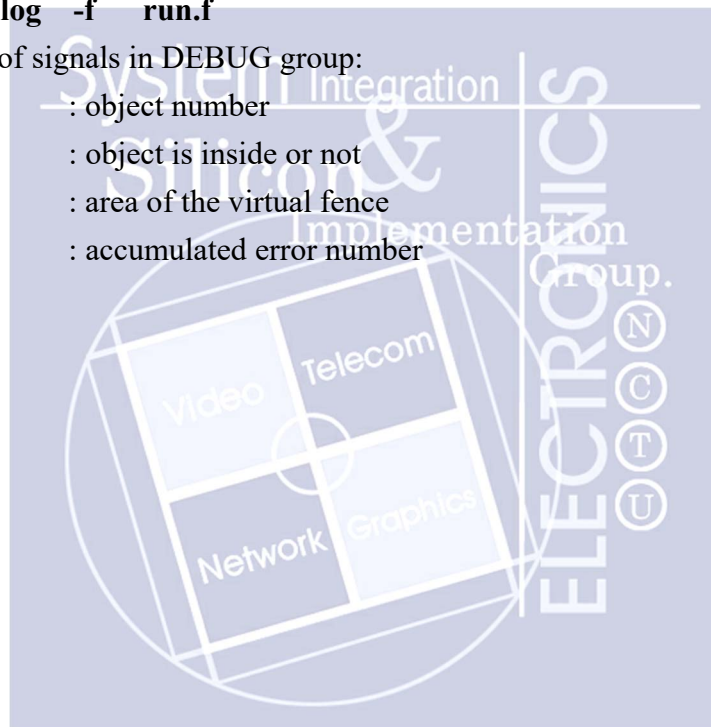 log -f run.f
of signals in DEBUG group:
: object number
: object is inside or not
: area of the virtual fence
: accumulated error number
System Integration
&
Silicon
Implementation
Group.
ELECTRONICS
N
C
T
U
Telecom
Video
Graphics
Network